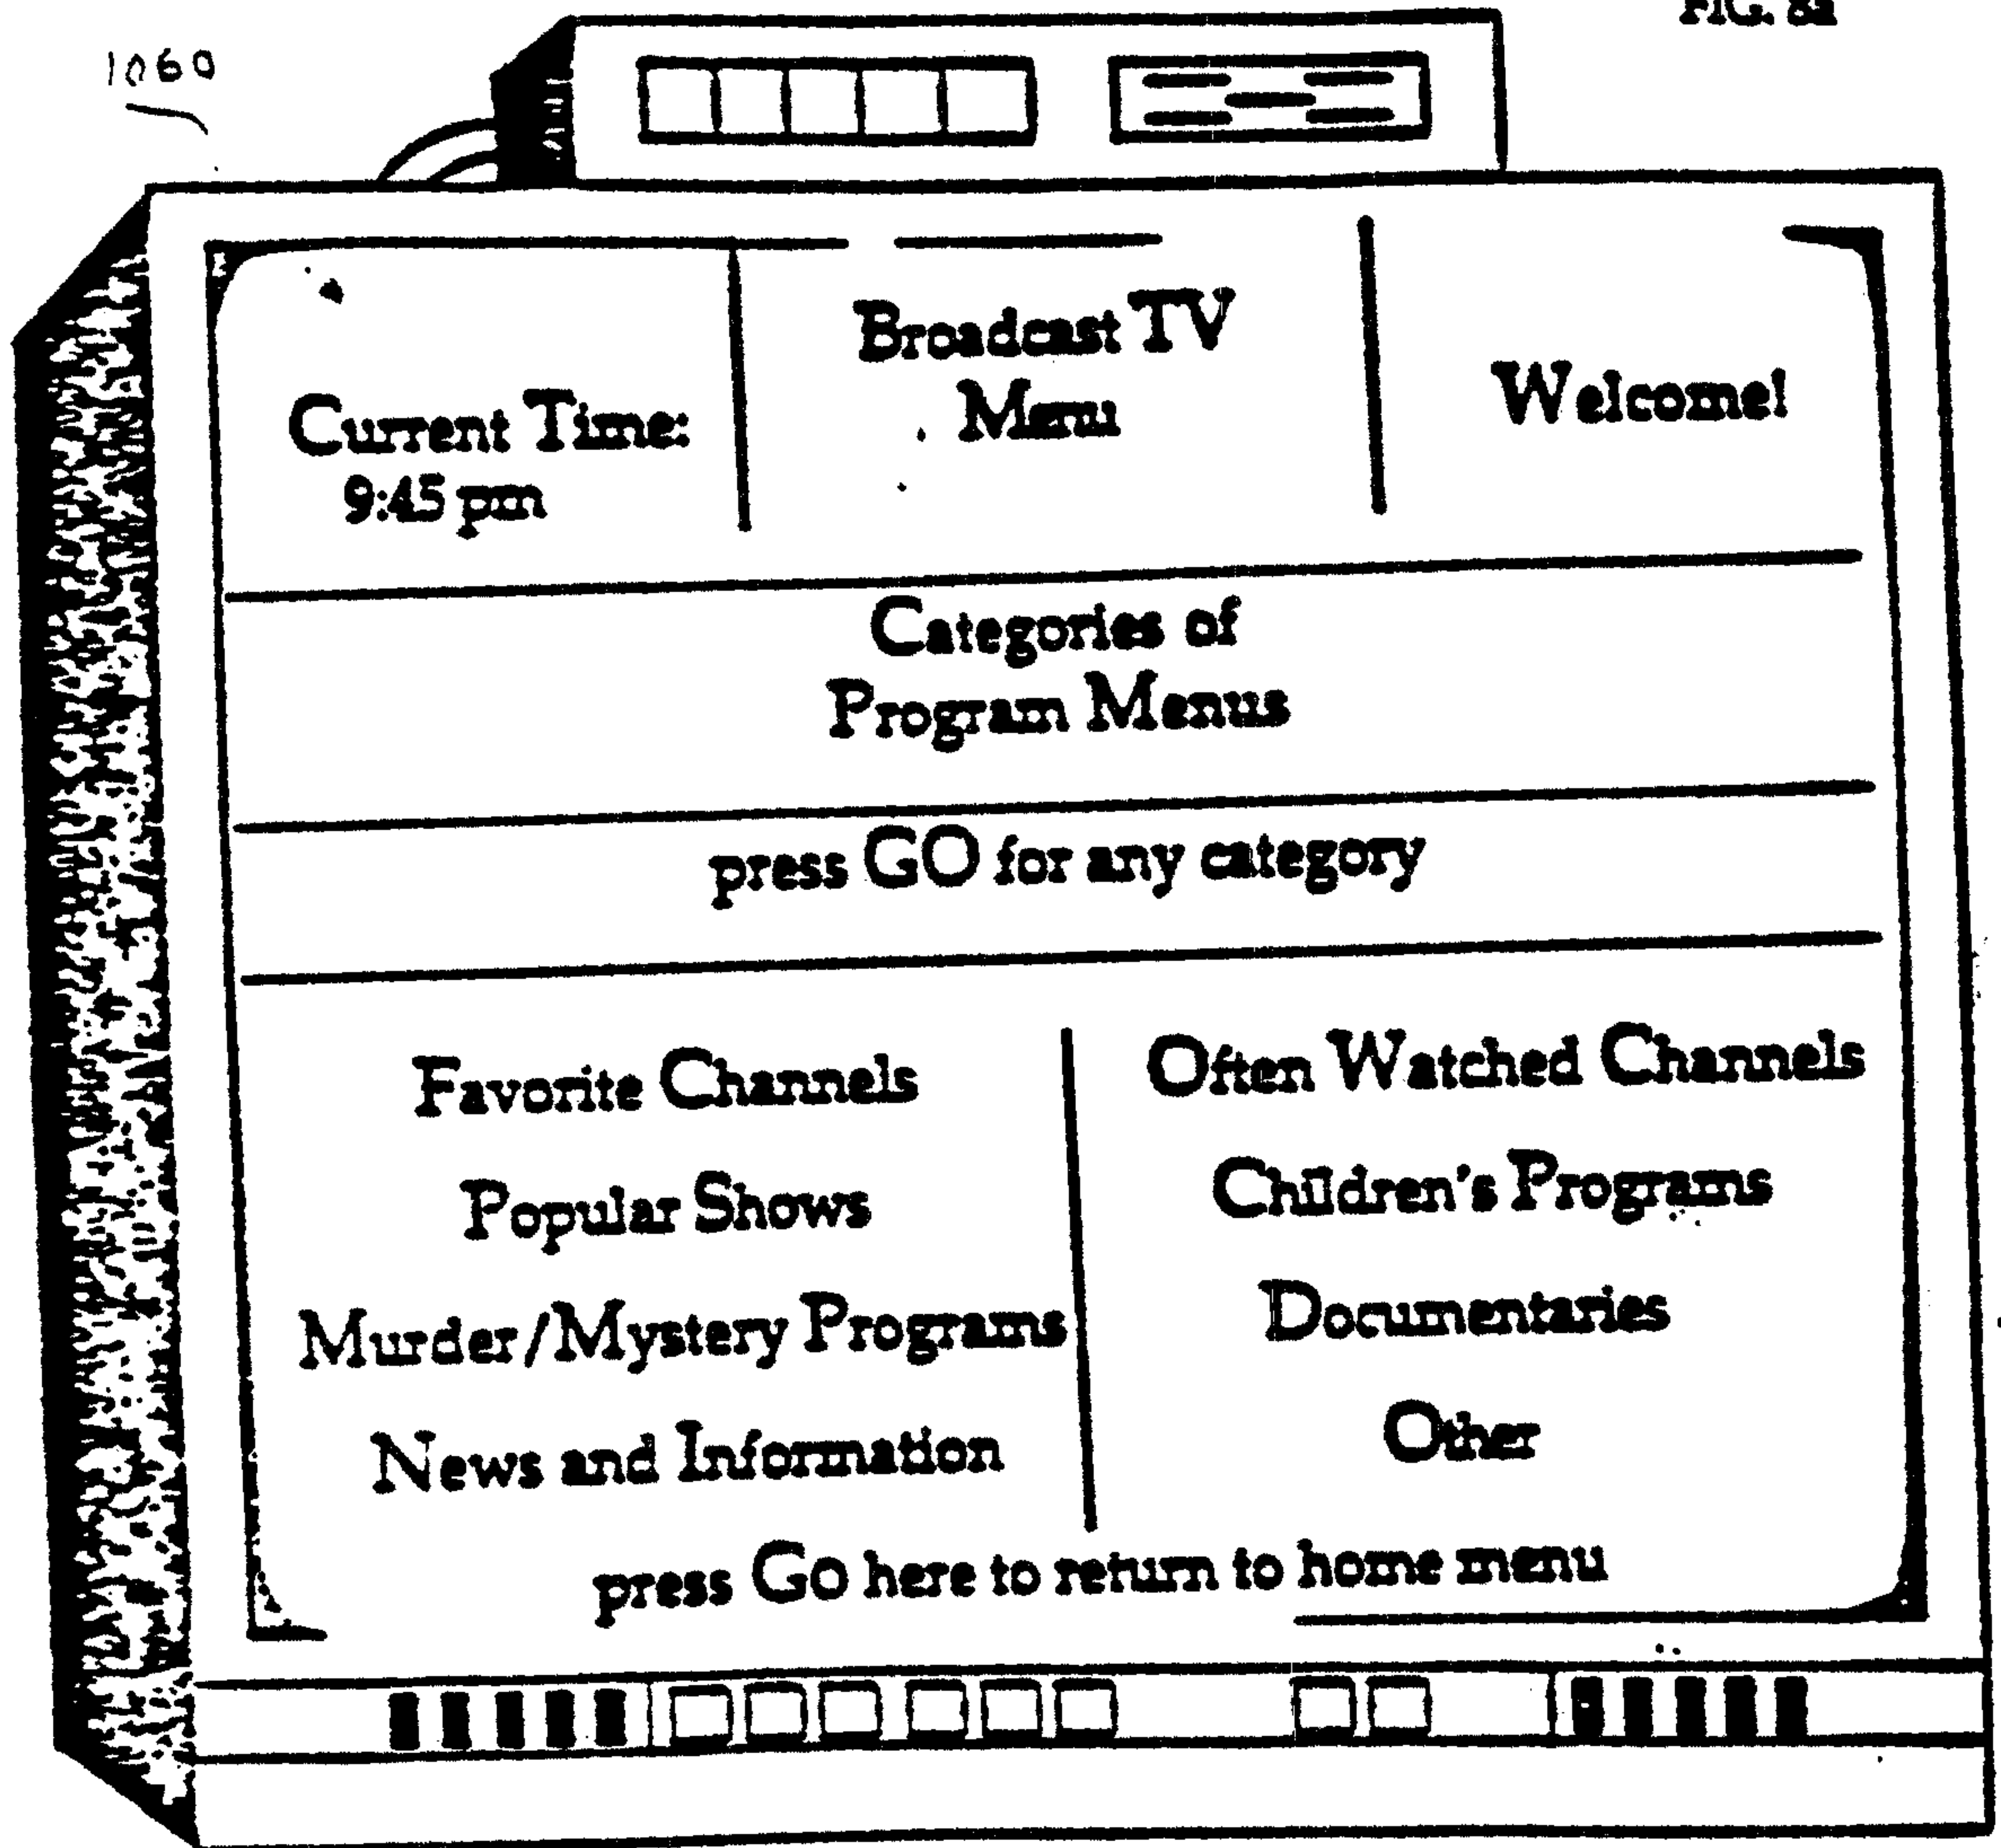 FIG. 8a
1060
Broadcast TV
Menu
Current Time:
9:45 pm
Welcome!
Categories of
Program Menus
press GO for any category
Favorite Channels
Often Watched Channels
Popular Shows
Children's Programs
Murder/Mystery Programs
Documentaries
News and Information
Other
press GO here to return to home menu